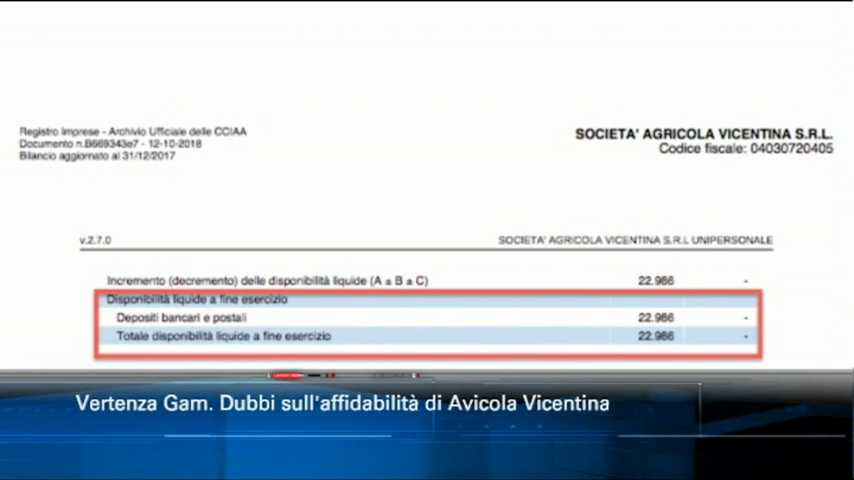 Registro Imprese - Archivio Ufficiale delle CCIAA
Documento n.B669343e7 - 12-10-2018
Bilancio aggiornato al 31/12/2017
SOCIETA' AGRICOLA VICENTINA S.R.L.
Codice fiscale: 04030720405
v.2.7.0
SOCIETA' AGRICOLA VICENTINA S.R.L UNIPERSONALE
Incremento (decremento) delle disponibilità liquide (A ± B ± C) 22.986 -
Disponibilità liquide a fine esercizio
Depositi bancari e postali 22.986 -
Totale disponibilità liquide a fine esercizio 22.986 -
Vertenza Gam. Dubbi sull'affidabilità di Avicola Vicentina